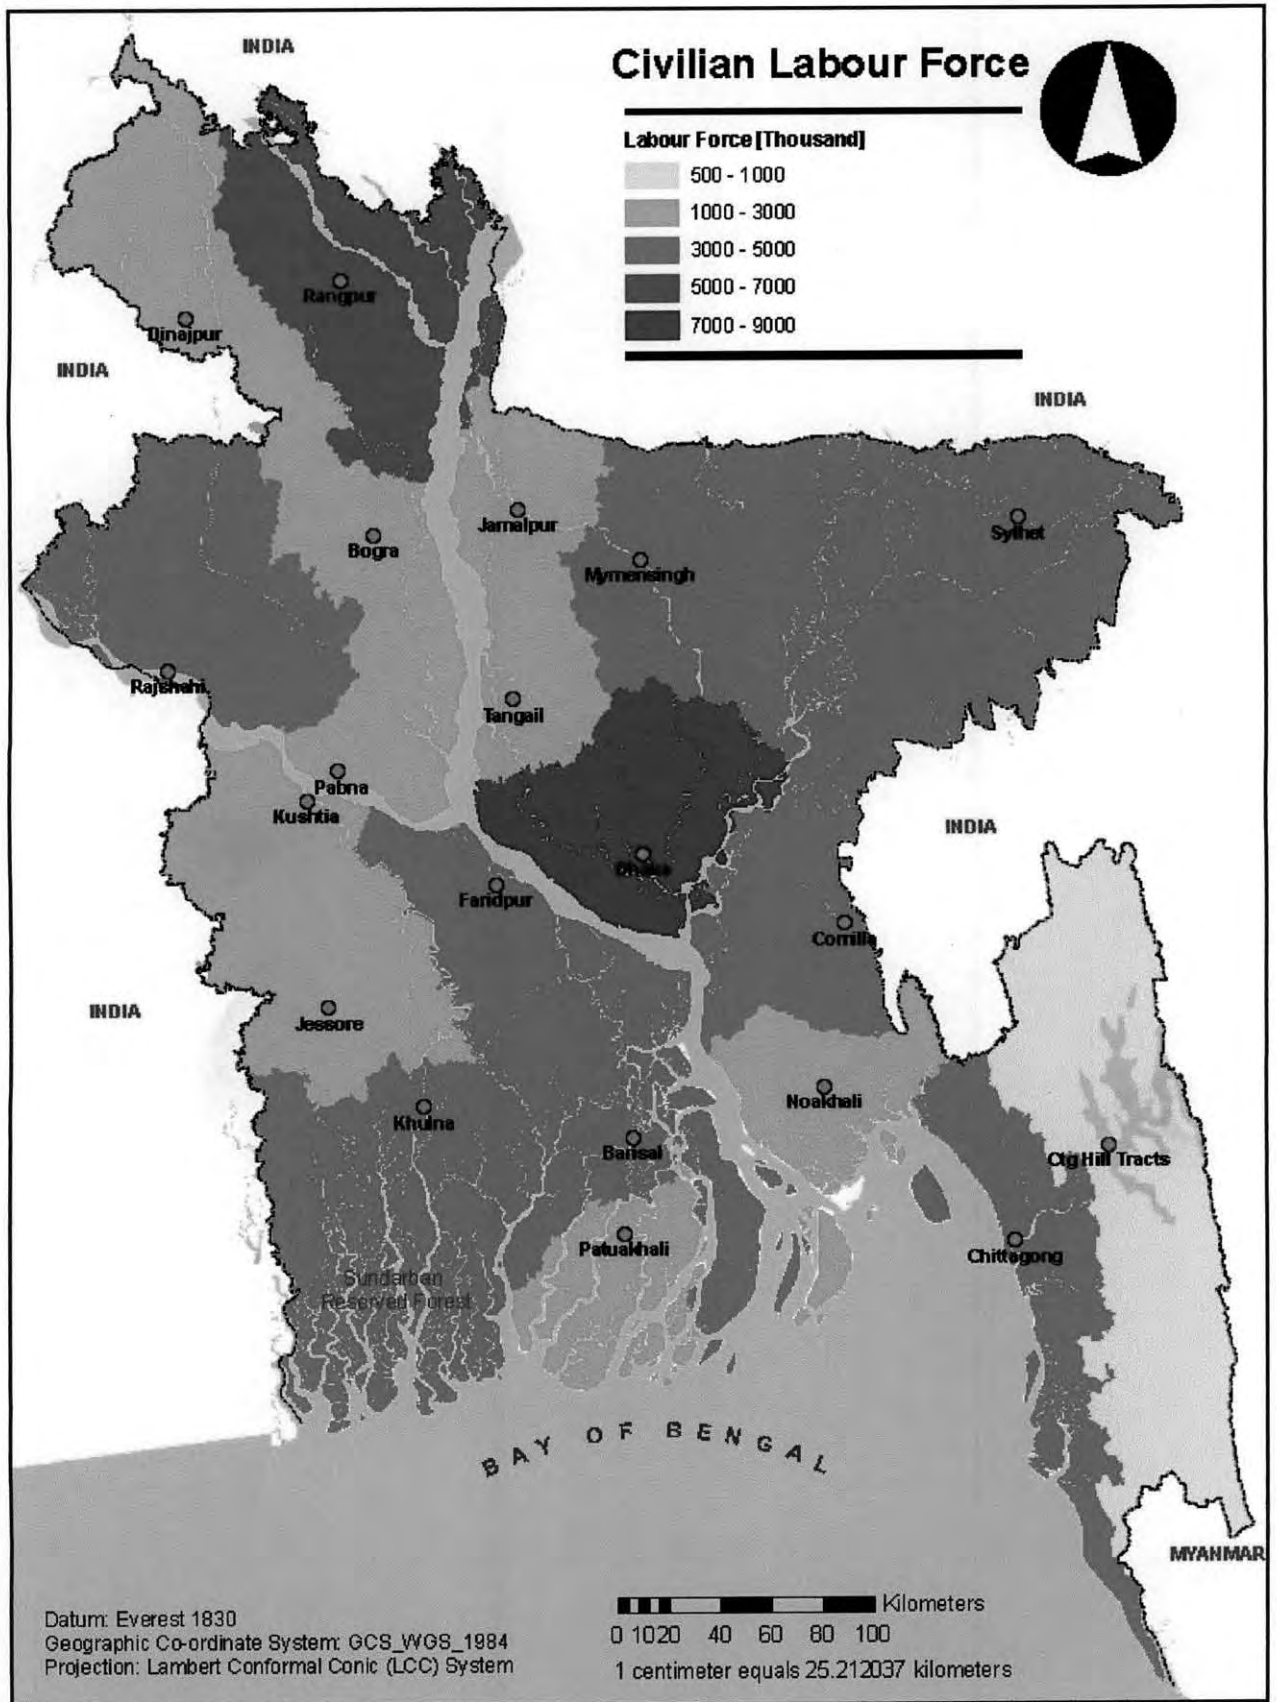 INDIA
Civilian Labour Force
Labour Force [Thousand]
500 - 1000
1000 - 3000
3000 - 5000
5000 - 7000
7000 - 9000
Rangpur
Dinajpur
INDIA
INDIA
Jamalpur
Sylhet
Bogra
Mymensingh
Rajshahi
Tangail
Pabna
Kushtia
INDIA
Dhaka
Faridpur
Comilla
INDIA
Jessore
Noakhali
Khulna
Barisal
Ctg Hill Tracts
Patuakhali
Chittagong
Sundarban
Reserved Forest
BAY OF BENGAL
MYANMAR
Datum: Everest 1830
Geographic Co-ordinate System: GCS_WGS_1984
Projection: Lambert Conformal Conic (LCC) System
Kilometers
0 10 20 40 60 80 100
1 centimeter equals 25.212037 kilometers